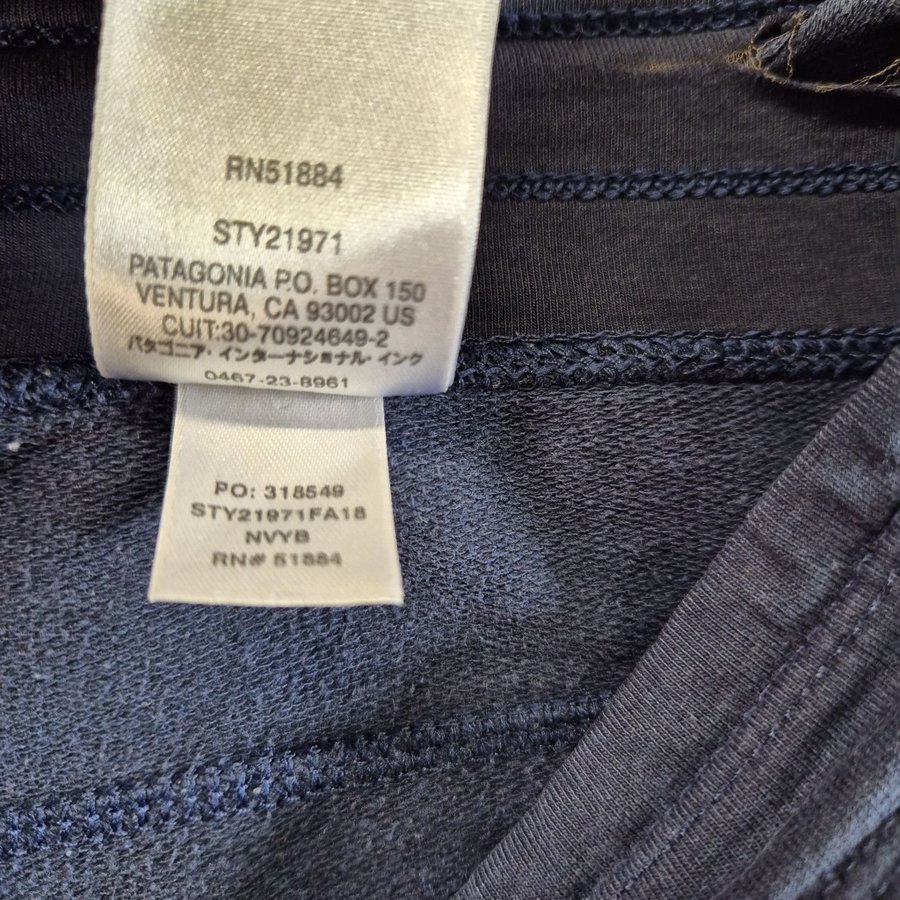 RN51884
STY21971
PATAGONIA P.O. BOX 150
VENTURA, CA 93002 US
CUIT:30-70924649-2
パタゴニア・インターナショナル・インク
0467-23-8961
PO: 318549
STY21971FA18
NVYB
RN# 51884